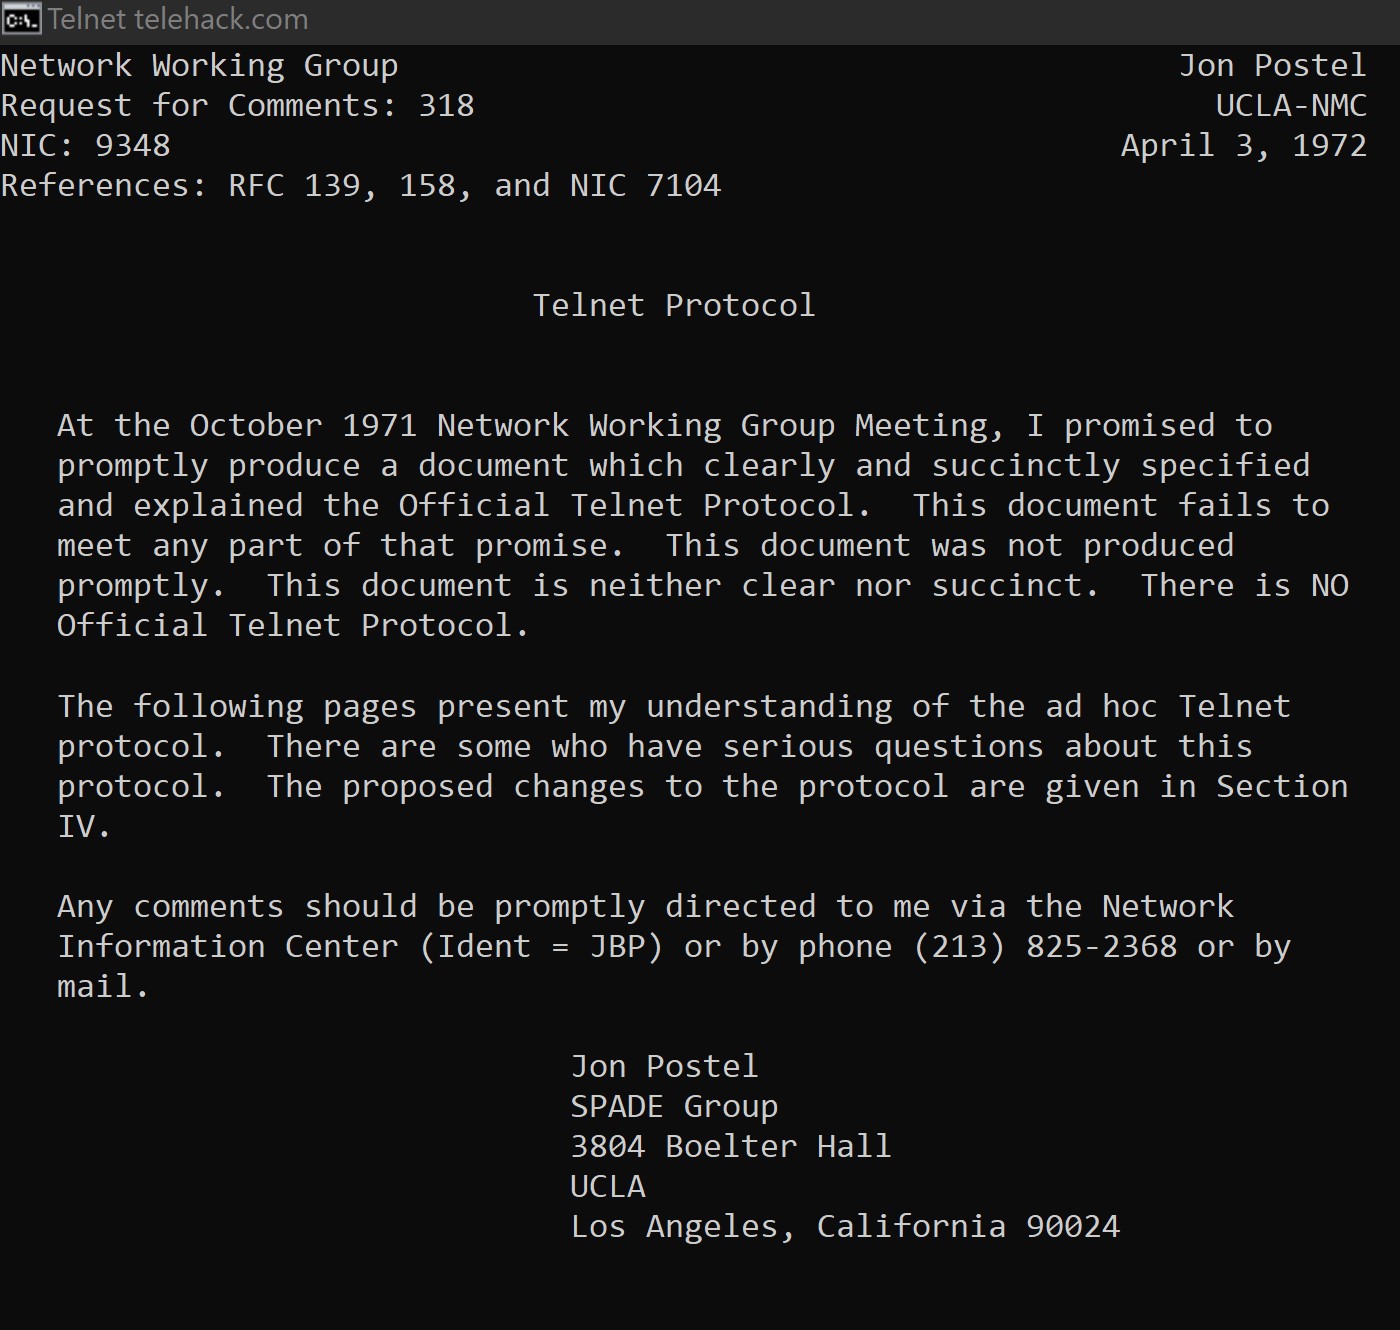 C:\. Telnet telehack.com
Network Working Group Jon Postel
Request for Comments: 318 UCLA-NMC
NIC: 9348 April 3, 1972
References: RFC 139, 158, and NIC 7104
Telnet Protocol
At the October 1971 Network Working Group Meeting, I promised to
promptly produce a document which clearly and succinctly specified
and explained the Official Telnet Protocol.  This document fails to
meet any part of that promise.  This document was not produced
promptly.  This document is neither clear nor succinct.  There is NO
Official Telnet Protocol.
The following pages present my understanding of the ad hoc Telnet
protocol.  There are some who have serious questions about this
protocol.  The proposed changes to the protocol are given in Section
IV.
Any comments should be promptly directed to me via the Network
Information Center (Ident = JBP) or by phone (213) 825-2368 or by
mail.
Jon Postel
SPADE Group
3804 Boelter Hall
UCLA
Los Angeles, California 90024